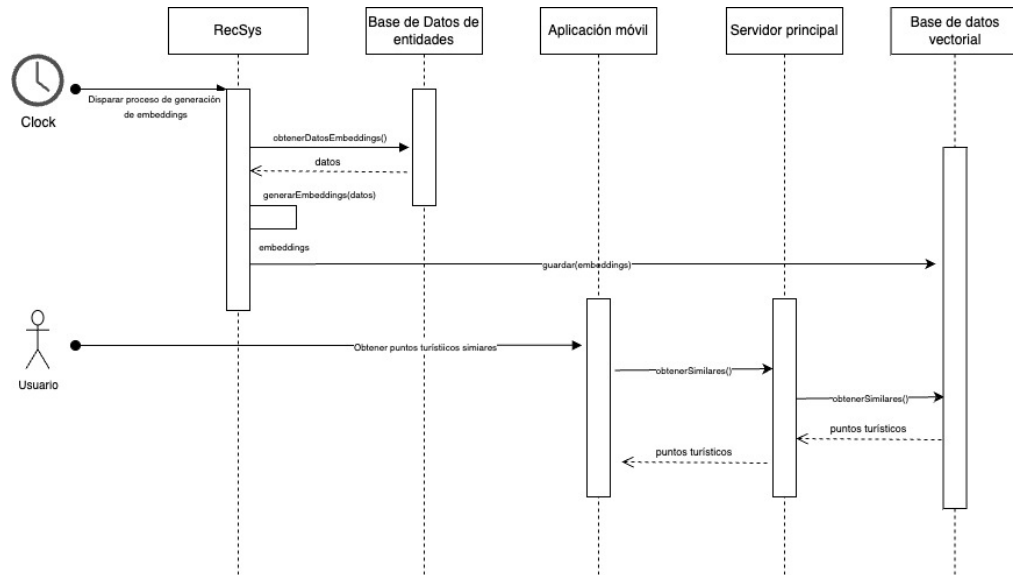 RecSys
Base de Datos de
entidades
Aplicación móvil
Servidor principal
Base de datos
vectorial
Clock
Disparar proceso de generación
de embeddings
obtenerDatosEmbeddings()
datos
generarEmbeddings(datos)
embeddings
guardar(embeddings)
Usuario
Obtener puntos turístiicos simiares
obtenerSimilares()
obtenerSimilares()
puntos turísticos
puntos turísticos